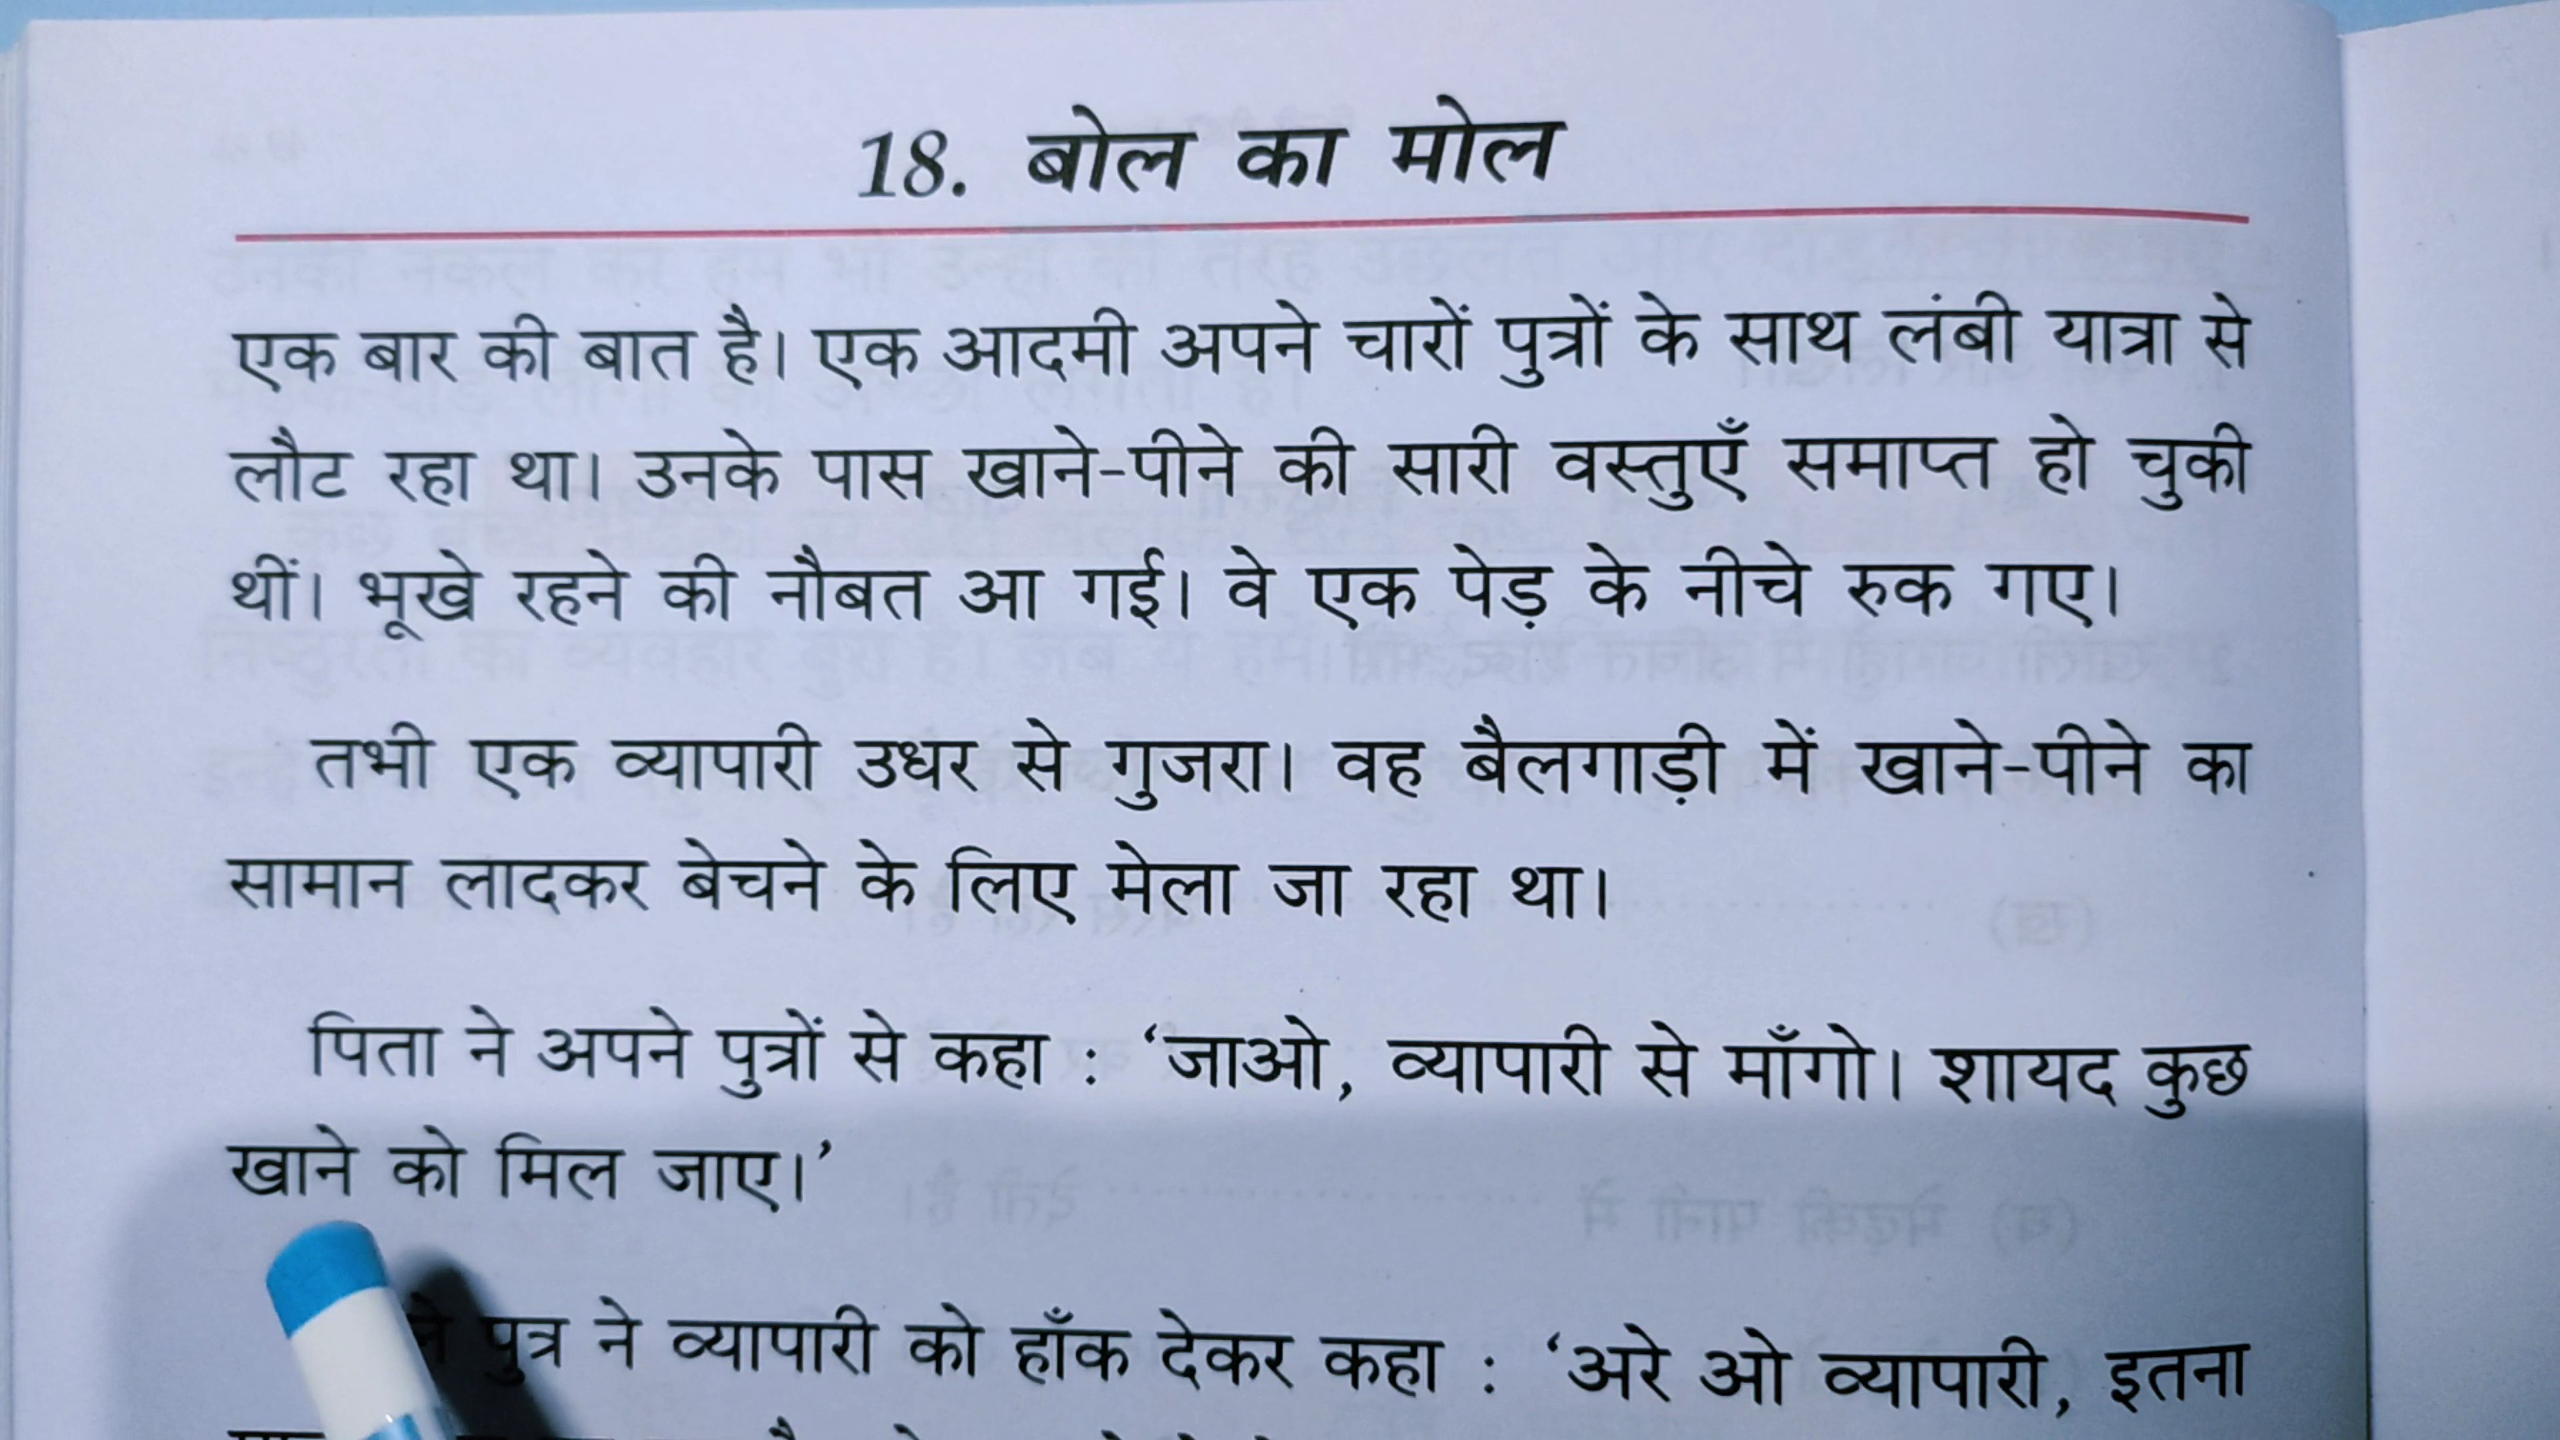 18. बोल का मोल
एक बार की बात है। एक आदमी अपने चारों पुत्रों के साथ लंबी यात्रा से
लौट रहा था। उनके पास खाने-पीने की सारी वस्तुएँ समाप्त हो चुकी
थीं। भूखे रहने की नौबत आ गई। वे एक पेड़ के नीचे रुक गए।
तभी एक व्यापारी उधर से गुजरा। वह बैलगाड़ी में खाने-पीने का
सामान लादकर बेचने के लिए मेला जा रहा था।
पिता ने अपने पुत्रों से कहा : ‘जाओ, व्यापारी से माँगो। शायद कुछ
खाने को मिल जाए।’
पुत्र ने व्यापारी को हाँक देकर कहा : ‘अरे ओ व्यापारी, इतना